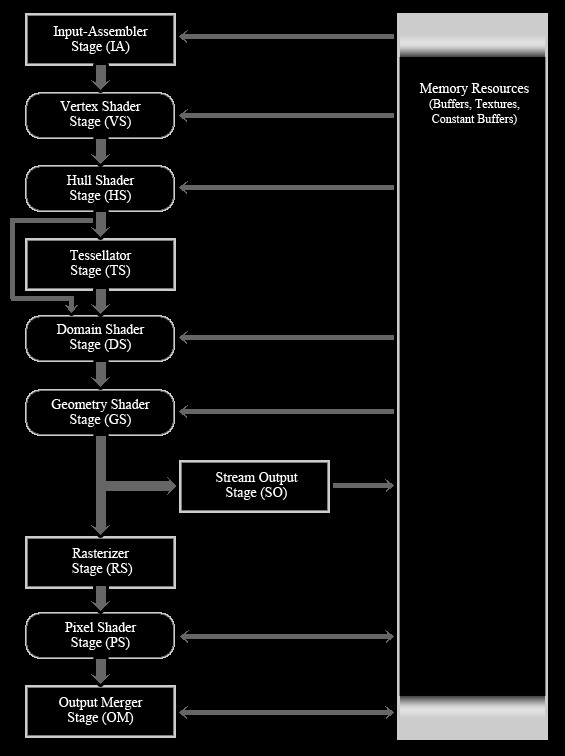 Input-Assembler
Stage (IA)
Memory Resources
(Buffers, Textures,
Constant Buffers)
Vertex Shader
Stage (VS)
Hull Shader
Stage (HS)
Tessellator
Stage (TS)
Domain Shader
Stage (DS)
Geometry Shader
Stage (GS)
Stream Output
Stage (SO)
Rasterizer
Stage (RS)
Pixel Shader
Stage (PS)
Output Merger
Stage (OM)